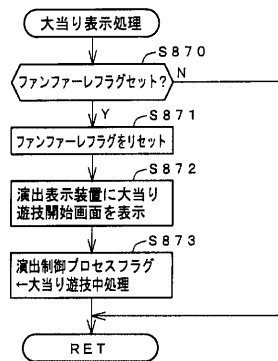 大当り表示処理
S870
ファンファーレフラグセット?
N
Y
S871
ファンファーレフラグをリセット
S872
演出表示装置に大当り
遊技開始画面を表示
S873
演出制御プロセスフラグ
←大当り遊技中処理
RET